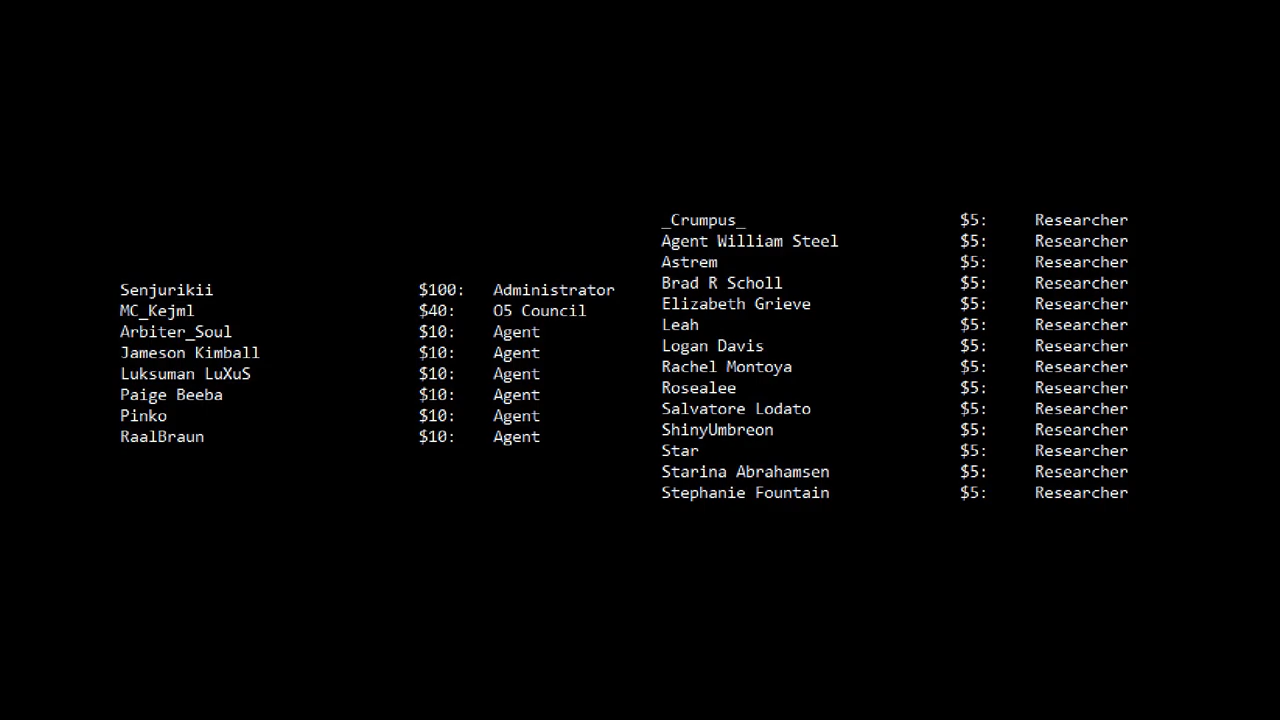 Senjurikii $100: Administrator
MC_Kejml $40: O5 Council
Arbiter_Soul $10: Agent
Jameson Kimball $10: Agent
Luksuman LuXuS $10: Agent
Paige Beeba $10: Agent
Pinko $10: Agent
RaalBraun $10: Agent
_Crumpus_ $5: Researcher
Agent William Steel $5: Researcher
Astrem $5: Researcher
Brad R Scholl $5: Researcher
Elizabeth Grieve $5: Researcher
Leah $5: Researcher
Logan Davis $5: Researcher
Rachel Montoya $5: Researcher
Rosealee $5: Researcher
Salvatore Lodato $5: Researcher
ShinyUmbreon $5: Researcher
Star $5: Researcher
Starina Abrahamsen $5: Researcher
Stephanie Fountain $5: Researcher